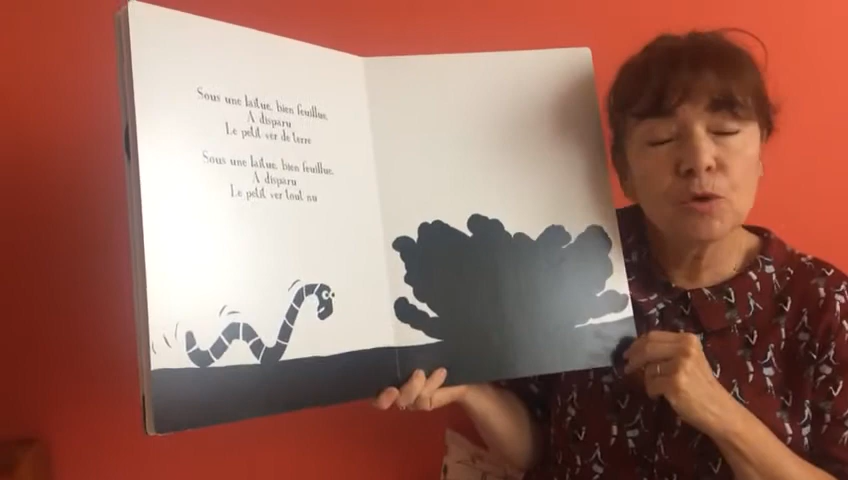 Sous une laitue, bien feuillue,
A disparu
Le petit ver de terre
Sous une laitue, bien feuillue,
A disparu
Le petit ver tout nu